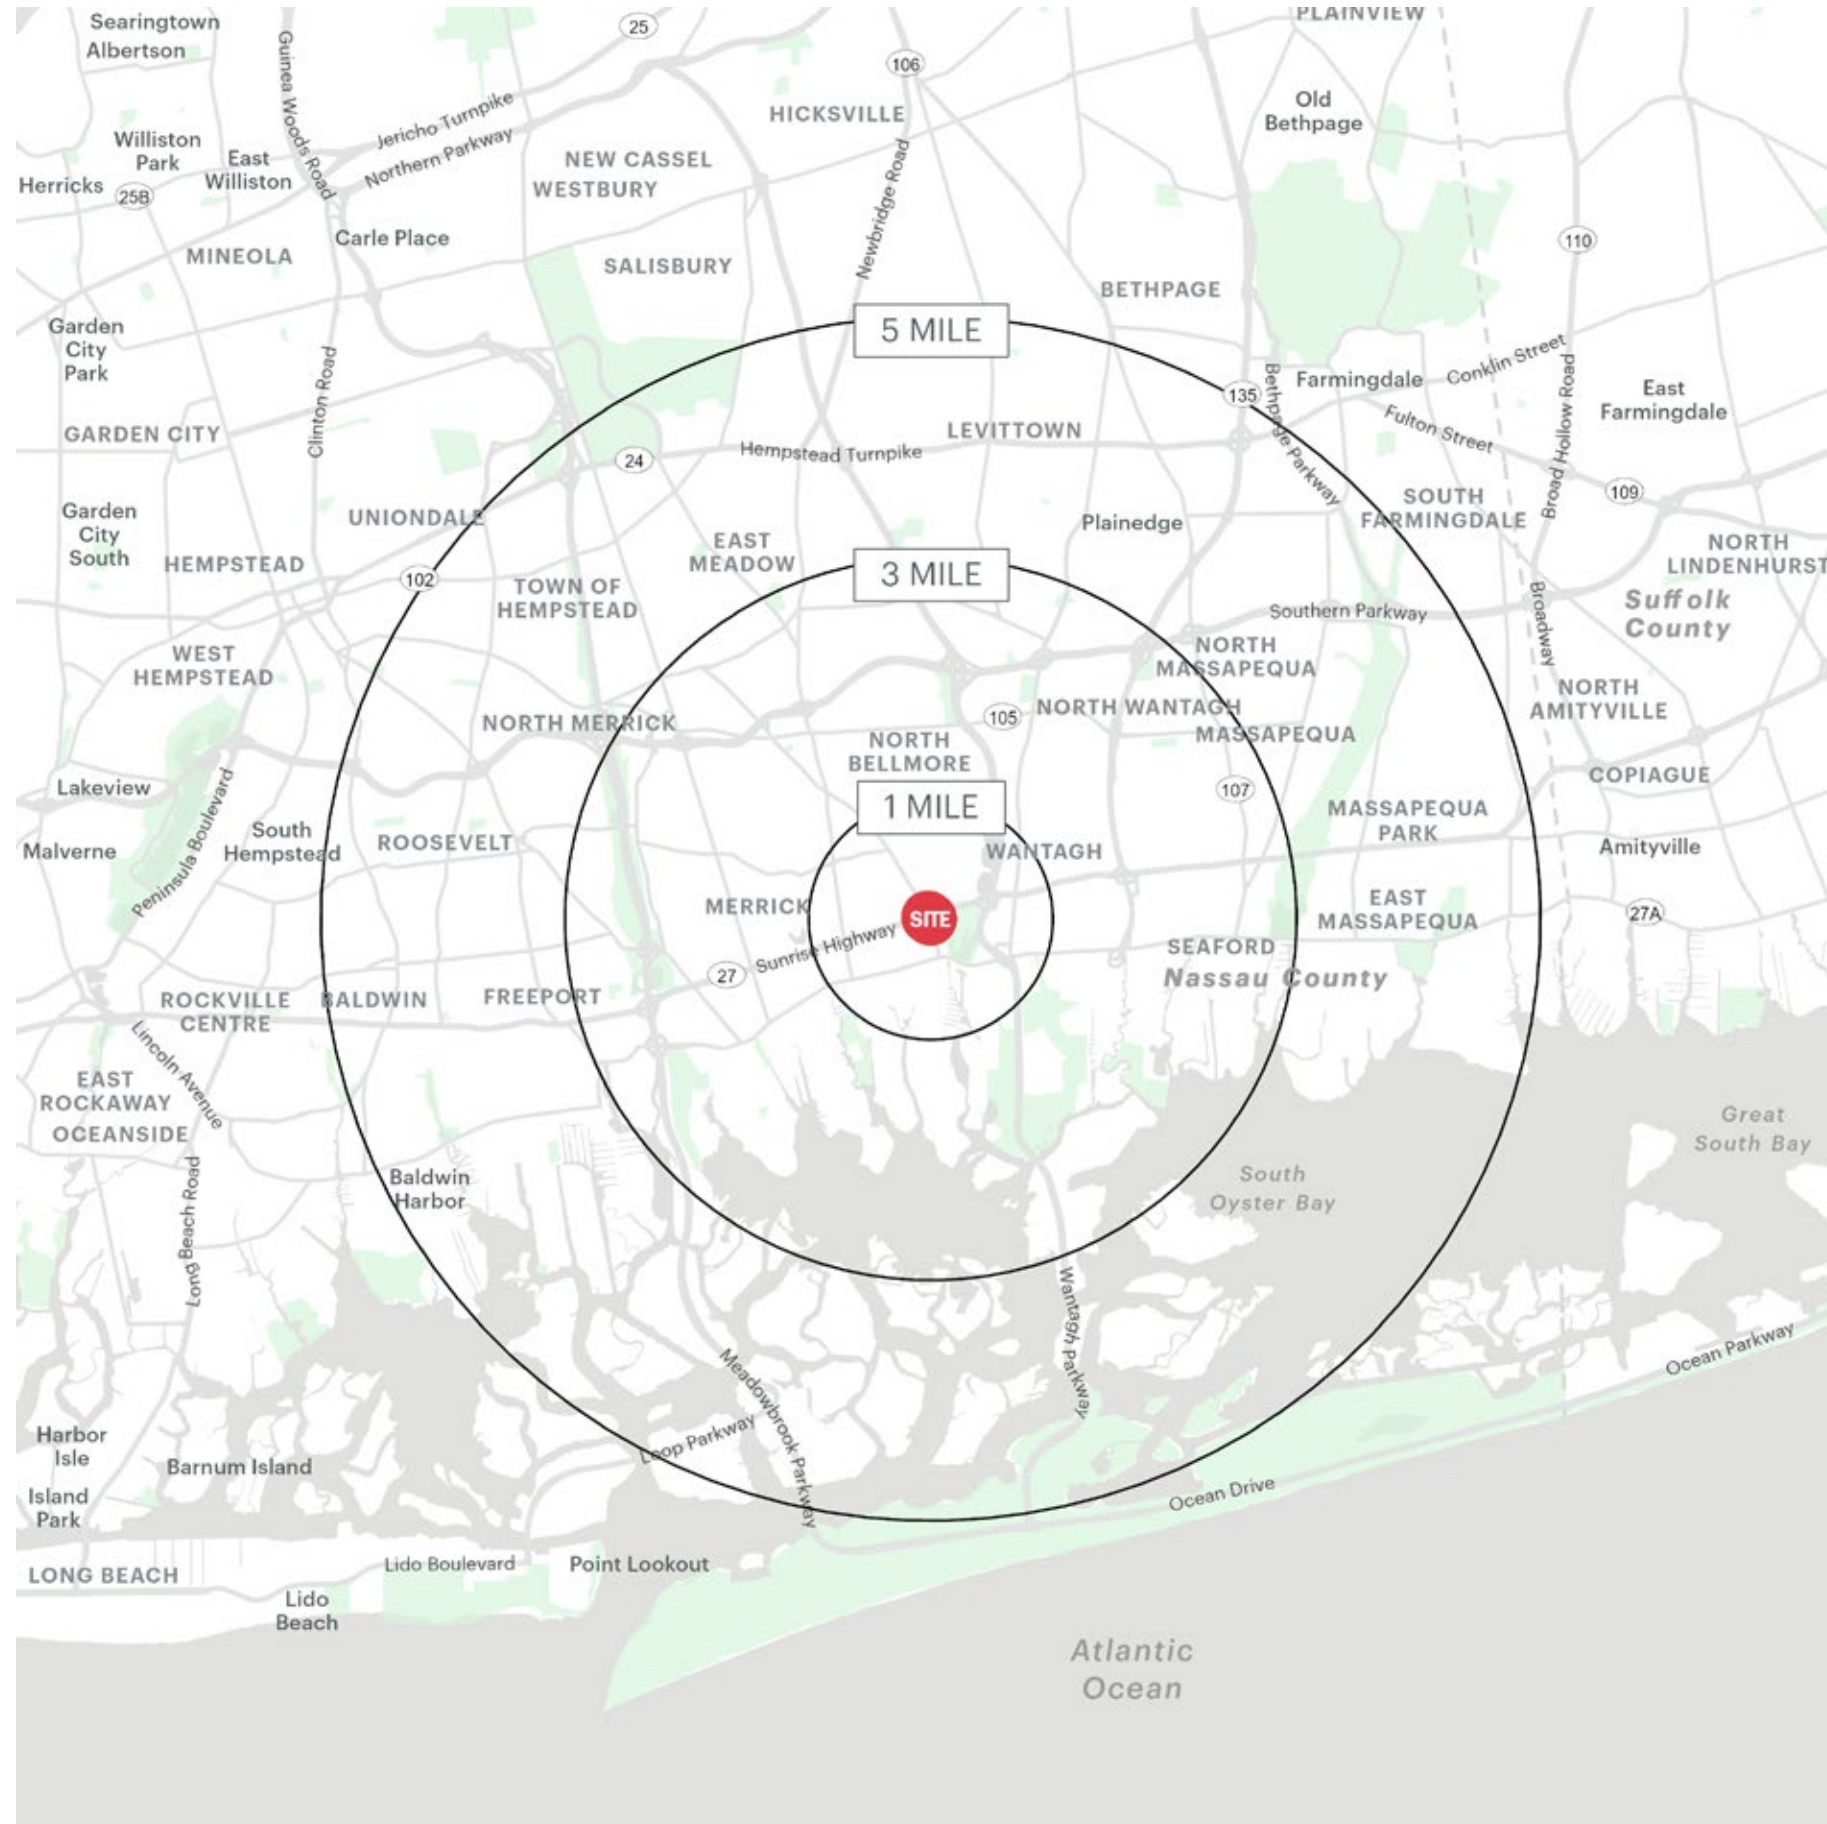 Searingtown
Albertson
25
106
PLAINVIEW
Guinea Woods Road
Jericho Turnpike
Northern Parkway
HICKSVILLE
Old
Bethpage
Williston
Park
East
Williston
Herricks
25B
NEW CASSEL
WESTBURY
Newbridge Road
110
MINEOLA
Carle Place
SALISBURY
BETHPAGE
Garden
City
Park
5 MILE
Clinton Road
Bethpage Parkway
135
Farmingdale
Conklin Street
Broad Hollow Road
East
Farmingdale
Fulton Street
GARDEN CITY
24
Hempstead Turnpike
LEVITTOWN
109
Garden
City
South
UNIONDALE
SOUTH
FARMINGDALE
Plainedge
HEMPSTEAD
102
EAST
MEADOW
3 MILE
NORTH
LINDENHURST
TOWN OF
HEMPSTEAD
Southern Parkway
Broadway
Suffolk
County
WEST
HEMPSTEAD
NORTH
MASSAPEQUA
NORTH
AMITYVILLE
NORTH MERRICK
105
NORTH WANTAGH
MASSAPEQUA
NORTH
BELLMORE
Lakeview
Peninsula Boulevard
107
COPIAGUE
1 MILE
MASSAPEQUA
PARK
Malverne
South
Hempstead
ROOSEVELT
WANTAGH
Amityville
MERRICK
SITE
EAST
MASSAPEQUA
27A
27
Sunrise Highway
SEAFORD
Nassau County
ROCKVILLE
CENTRE
BALDWIN
FREEPORT
Lincoln Avenue
EAST
ROCKAWAY
OCEANSIDE
Great
South Bay
Long Beach Road
Baldwin
Harbor
South
Oyster Bay
Wantagh Parkway
Meadowbrook Parkway
Loop Parkway
Ocean Parkway
Harbor
Isle
Barnum Island
Island
Park
Ocean Drive
LONG BEACH
Lido Boulevard
Point Lookout
Lido
Beach
Atlantic
Ocean